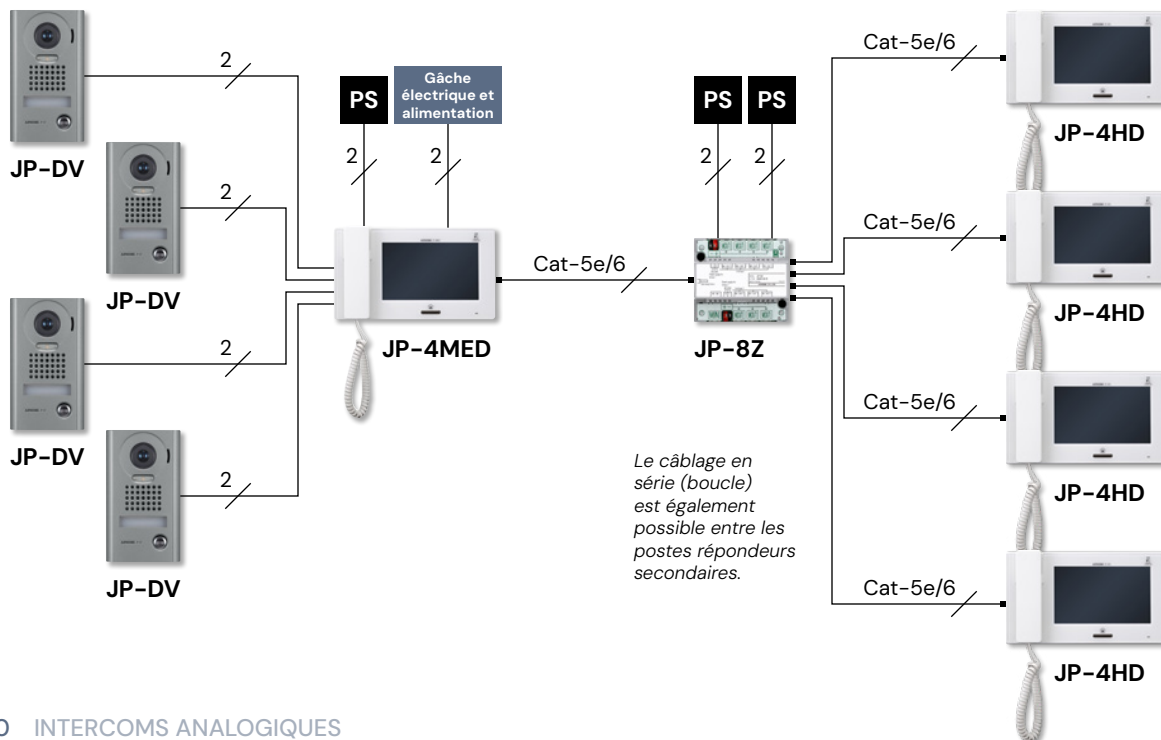 2
JP-DV
2
JP-DV
2
JP-DV
2
JP-DV
PS
2
Gâche
électrique et
alimentation
2
JP-4MED
Cat-5e/6
PS
PS
2
2
JP-8Z
Le câblage en
série (boucle)
est également
possible entre les
postes répondeurs
secondaires.
Cat-5e/6
JP-4HD
Cat-5e/6
JP-4HD
Cat-5e/6
JP-4HD
Cat-5e/6
JP-4HD
0 INTERCOMS ANALOGIQUES